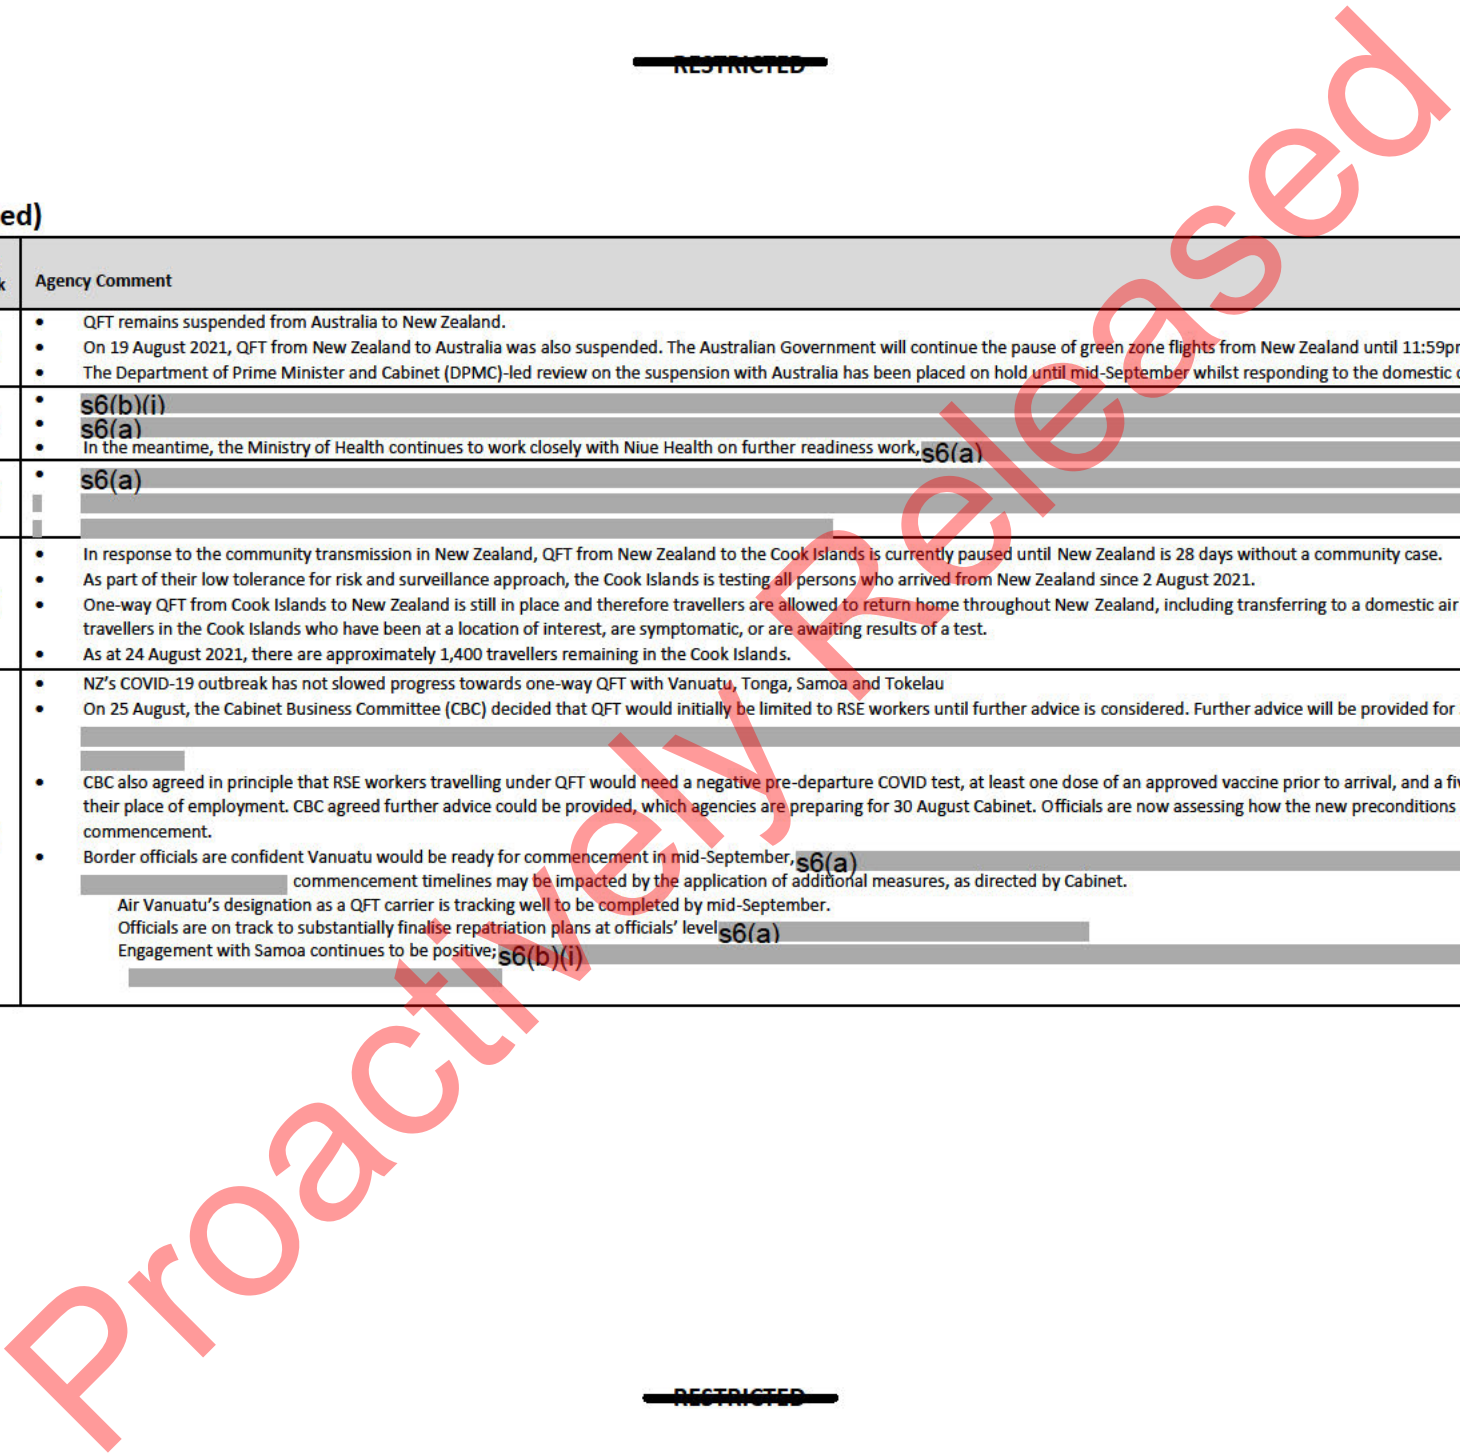 RESTRICTED
ed)
k
Agency Comment
• QFT remains suspended from Australia to New Zealand.
• On 19 August 2021, QFT from New Zealand to Australia was also suspended. The Australian Government will continue the pause of green zone flights from New Zealand until 11:59p
• The Department of Prime Minister and Cabinet (DPMC)-led review on the suspension with Australia has been placed on hold until mid-September whilst responding to the domestic
• s6(b)(i)
• s6(a)
• In the meantime, the Ministry of Health continues to work closely with Niue Health on further readiness work, s6(a)
• s6(a)
• In response to the community transmission in New Zealand, QFT from New Zealand to the Cook Islands is currently paused until New Zealand is 28 days without a community case.
• As part of their low tolerance for risk and surveillance approach, the Cook Islands is testing all persons who arrived from New Zealand since 2 August 2021.
• One-way QFT from Cook Islands to New Zealand is still in place and therefore travellers are allowed to return home throughout New Zealand, including transferring to a domestic air
travellers in the Cook Islands who have been at a location of interest, are symptomatic, or are awaiting results of a test.
• As at 24 August 2021, there are approximately 1,400 travellers remaining in the Cook Islands.
• NZ's COVID-19 outbreak has not slowed progress towards one-way QFT with Vanuatu, Tonga, Samoa and Tokelau
• On 25 August, the Cabinet Business Committee (CBC) decided that QFT would initially be limited to RSE workers until further advice is considered. Further advice will be provided for
• CBC also agreed in principle that RSE workers travelling under QFT would need a negative pre-departure COVID test, at least one dose of an approved vaccine prior to arrival, and a fi
their place of employment. CBC agreed further advice could be provided, which agencies are preparing for 30 August Cabinet. Officials are now assessing how the new preconditions
commencement.
• Border officials are confident Vanuatu would be ready for commencement in mid-September, s6(a)
commencement timelines may be impacted by the application of additional measures, as directed by Cabinet.
Air Vanuatu's designation as a QFT carrier is tracking well to be completed by mid-September.
Officials are on track to substantially finalise repatriation plans at officials' level s6(a)
Engagement with Samoa continues to be positive; s6(b)(i)
Proactively Released
RESTRICTED